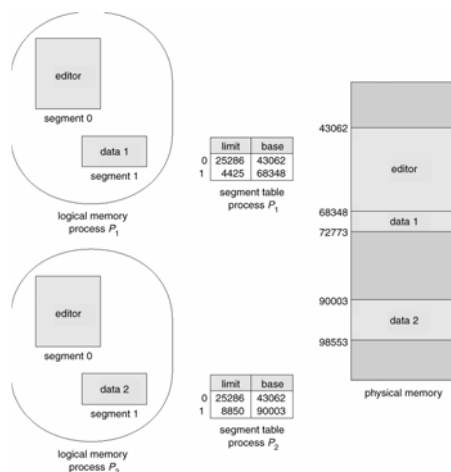 editor
segment 0
data 1
segment 1
logical memory
process P1
limit base
0 25286 43062
1 4425 68348
segment table
process P1
editor
segment 0
data 2
segment 1
logical memory
process P2
limit base
0 25286 43062
1 8850 90003
segment table
process P2
43062
editor
68348
data 1
72773
90003
data 2
98553
physical memory